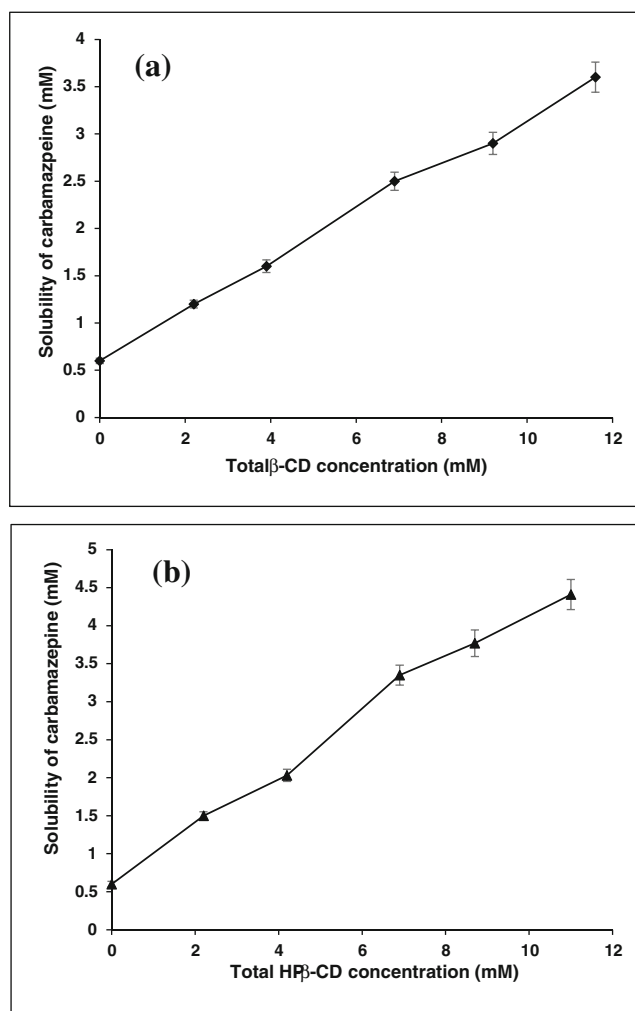 (a)
Solubility of carbamazpeine (mM)
4
3.5
3
2.5
2
1.5
1
0.5
0
0 2 4 6 8 10 12
Totalβ-CD concentration (mM)
(b)
Solubility of carbamazepine (mM)
5
4.5
4
3.5
3
2.5
2
1.5
1
0.5
0
0 2 4 6 8 10 12
Total HPβ-CD concentration (mM)